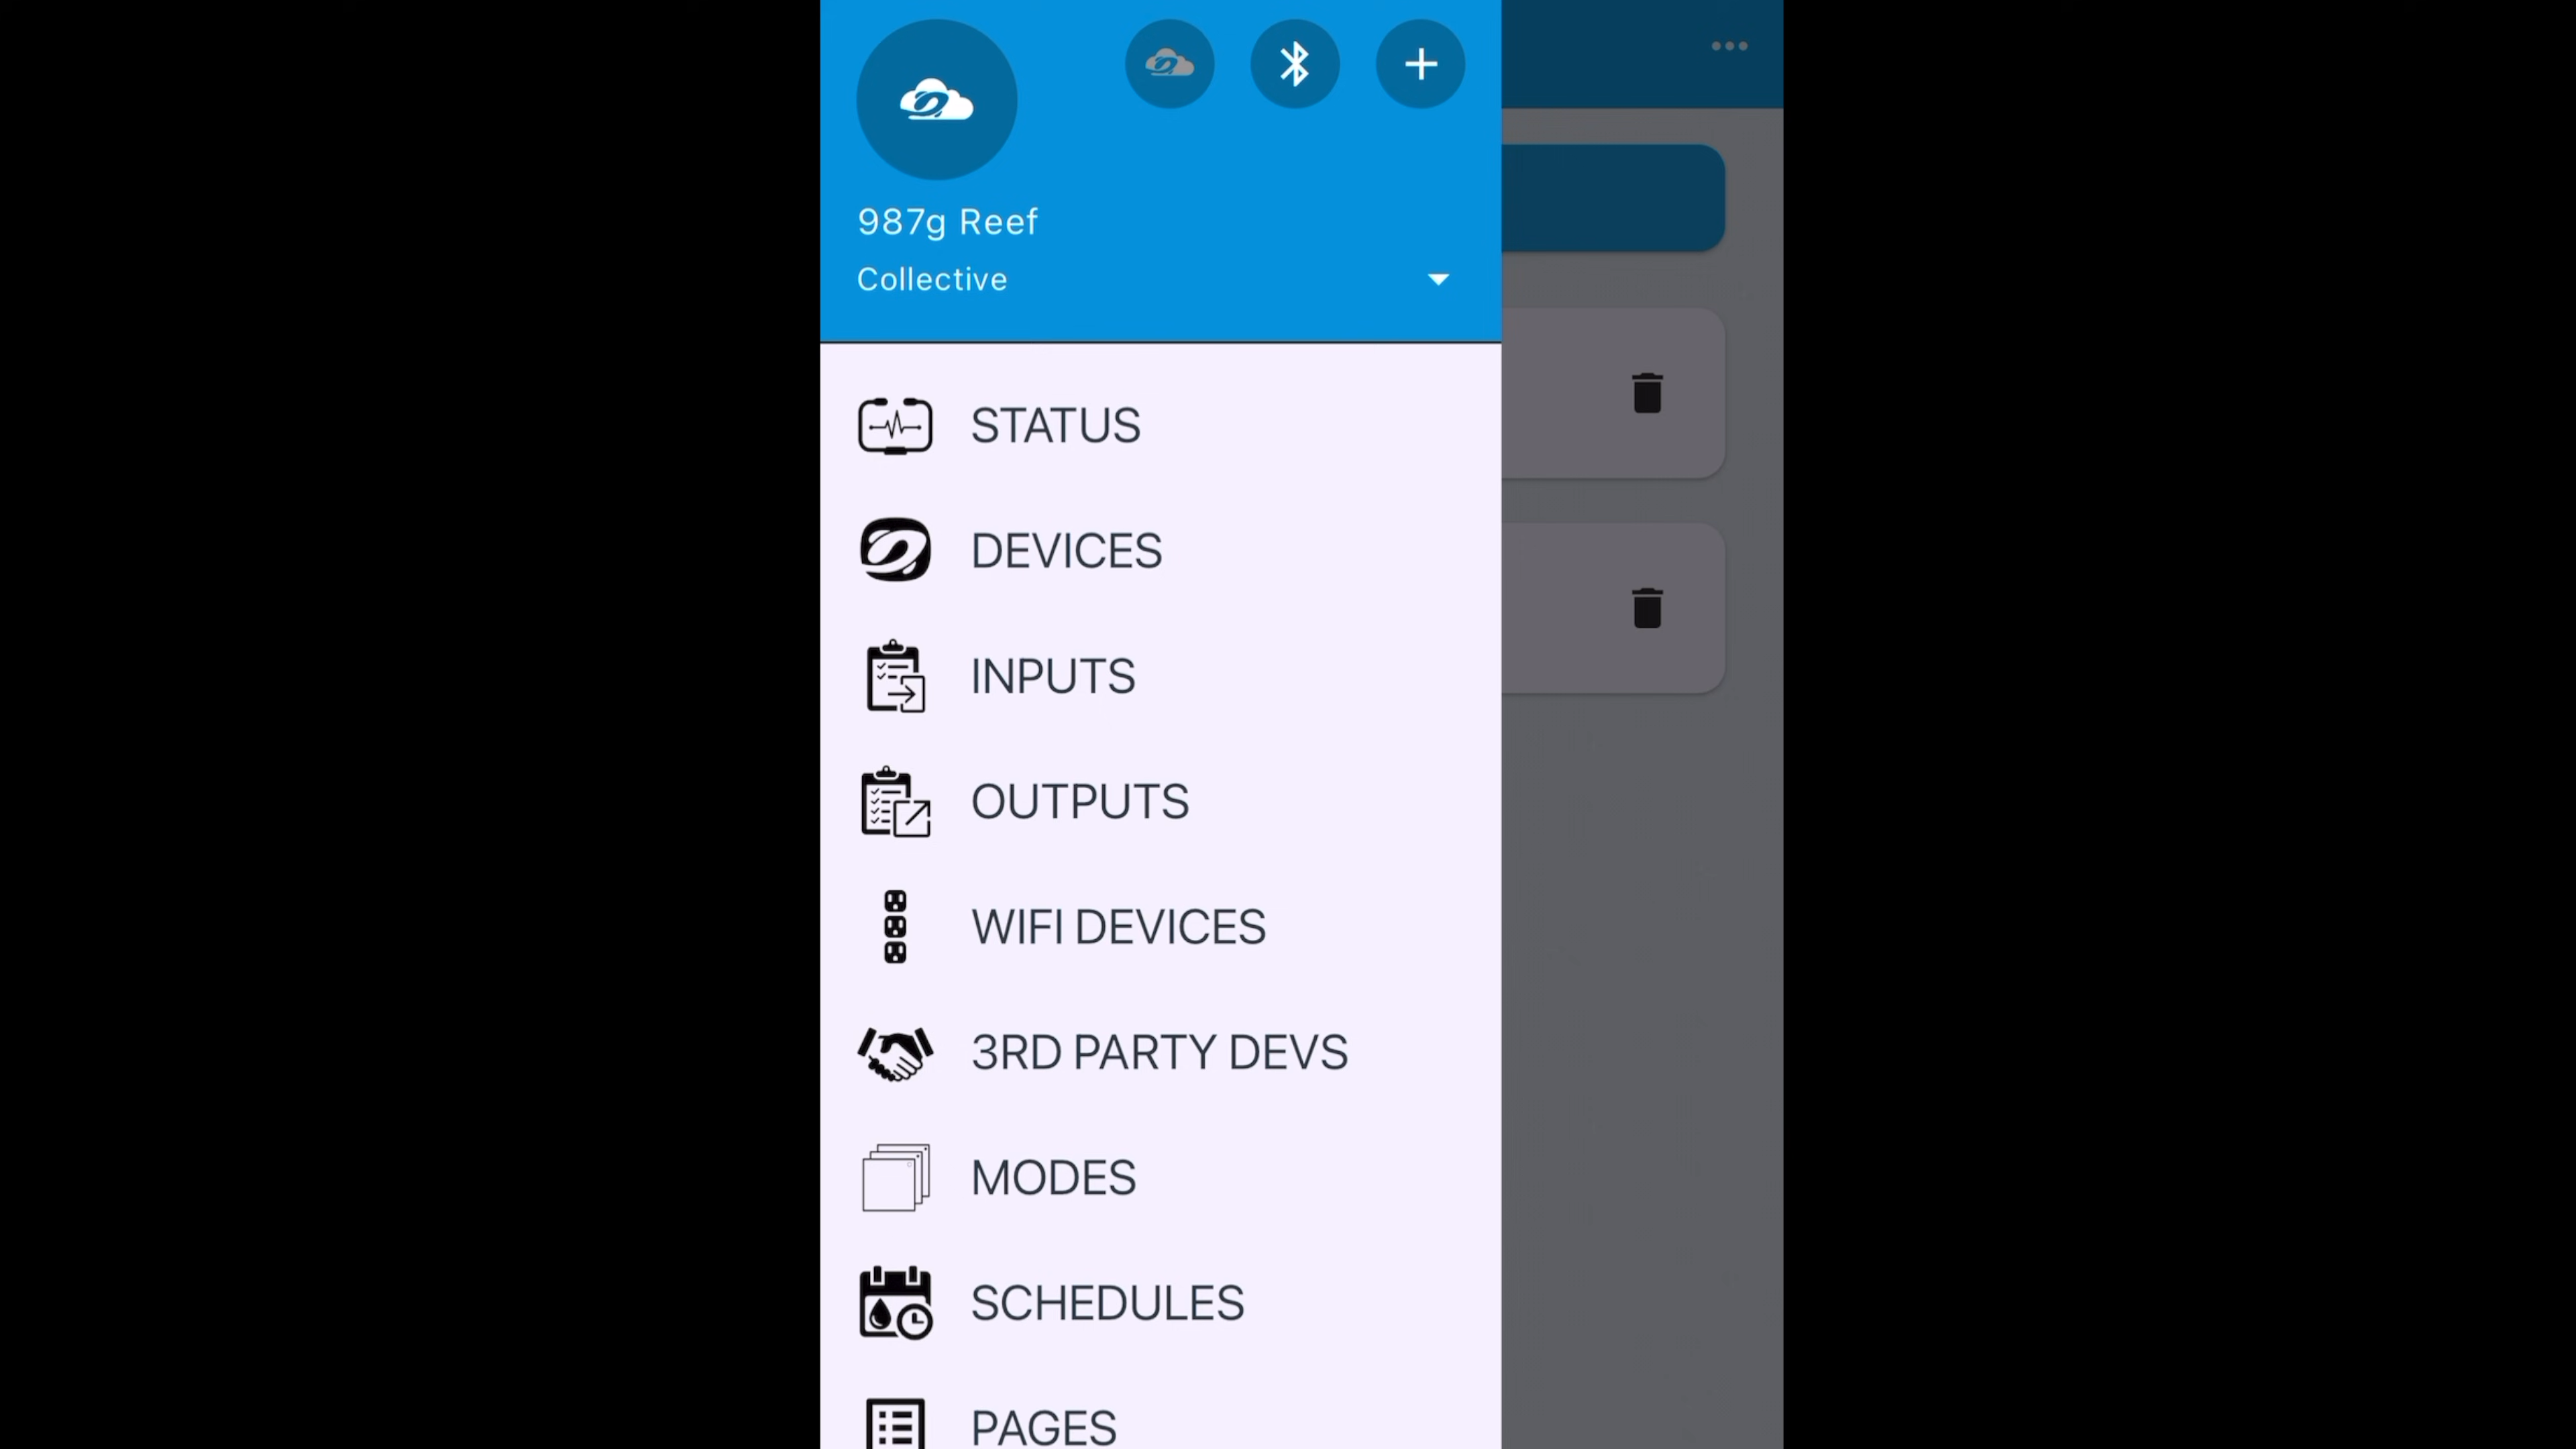 987g Reef
Collective
STATUS
DEVICES
INPUTS
OUTPUTS
WIFI DEVICES
3RD PARTY DEVS
MODES
SCHEDULES
PAGES